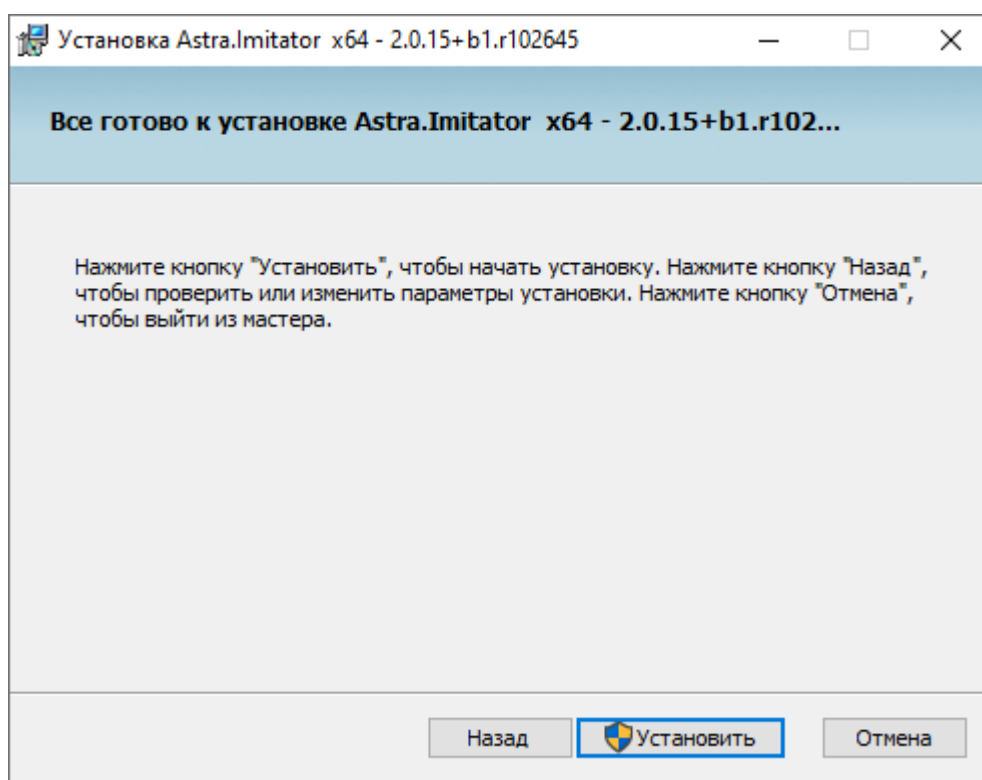 Установка Astra.Imitator x64 - 2.0.15+b1.r102645
Все готово к установке Astra.Imitator x64 - 2.0.15+b1.r102...
Нажмите кнопку "Установить", чтобы начать установку. Нажмите кнопку "Назад",
чтобы проверить или изменить параметры установки. Нажмите кнопку "Отмена",
чтобы выйти из мастера.
Назад Установить Отмена